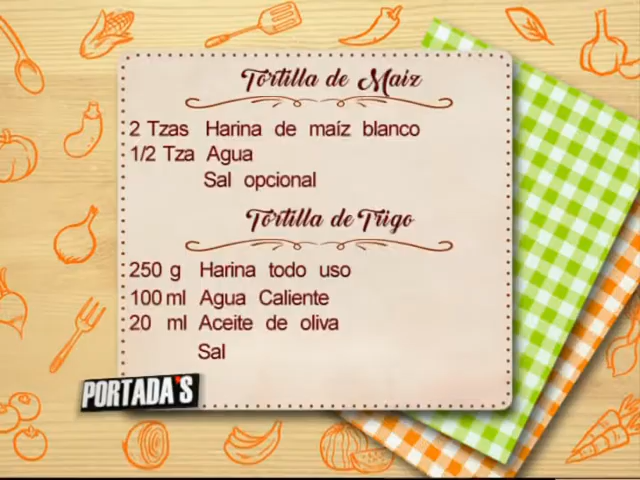 Tortilla de Maiz
2 Tzas Harina de maíz blanco
1/2 Tza Agua
Sal opcional
Tortilla de Trigo
250 g Harina todo uso
100 ml Agua Caliente
20 ml Aceite de oliva
Sal
PORTADA'S